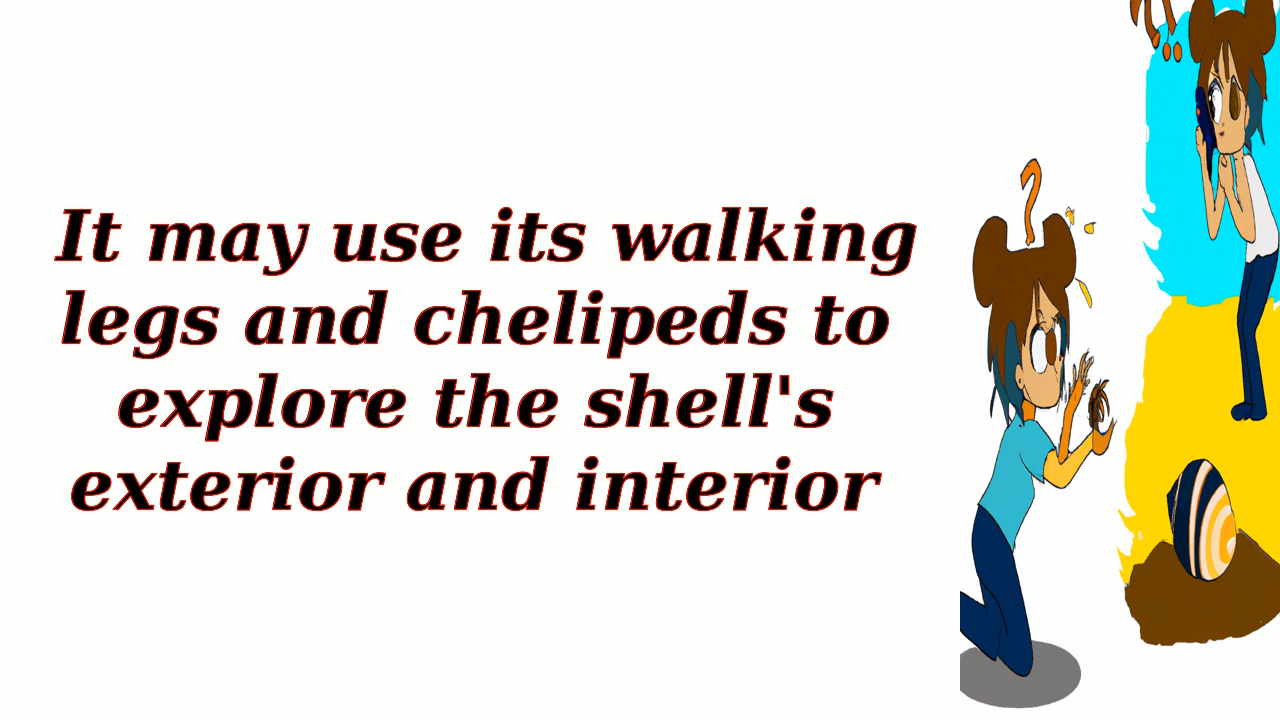 It may use its walking
legs and chelipeds to
explore the shell's
exterior and interior